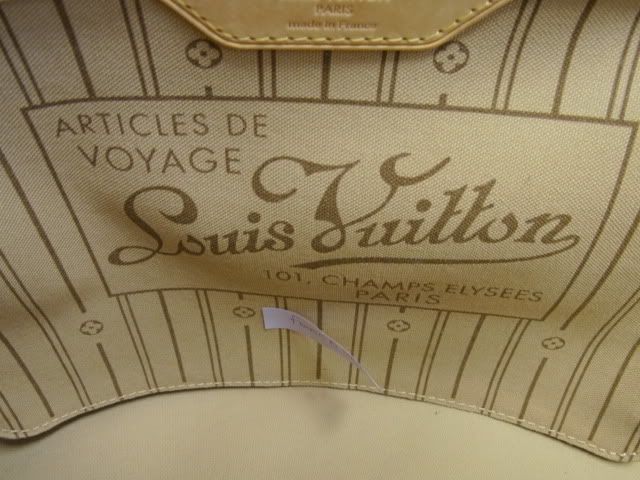 PARIS
made in France
ARTICLES DE
VOYAGE
Louis Vuitton
101, CHAMPS ELYSEES
PARIS